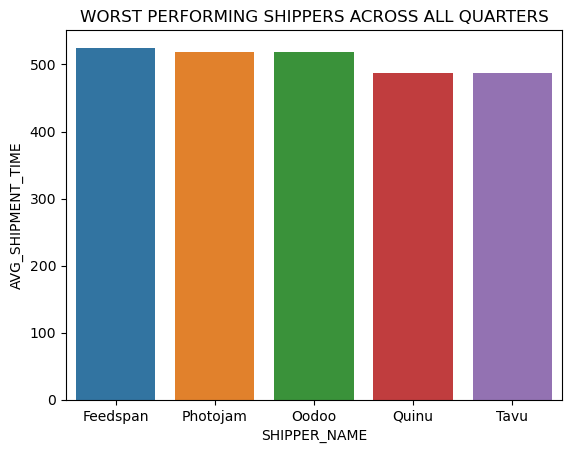 WORST PERFORMING SHIPPERS ACROSS ALL QUARTERS
AVG_SHIPMENT_TIME
500
400
300
200
100
0
Feedspan Photojam Oodoo Quinu Tavu
SHIPPER_NAME